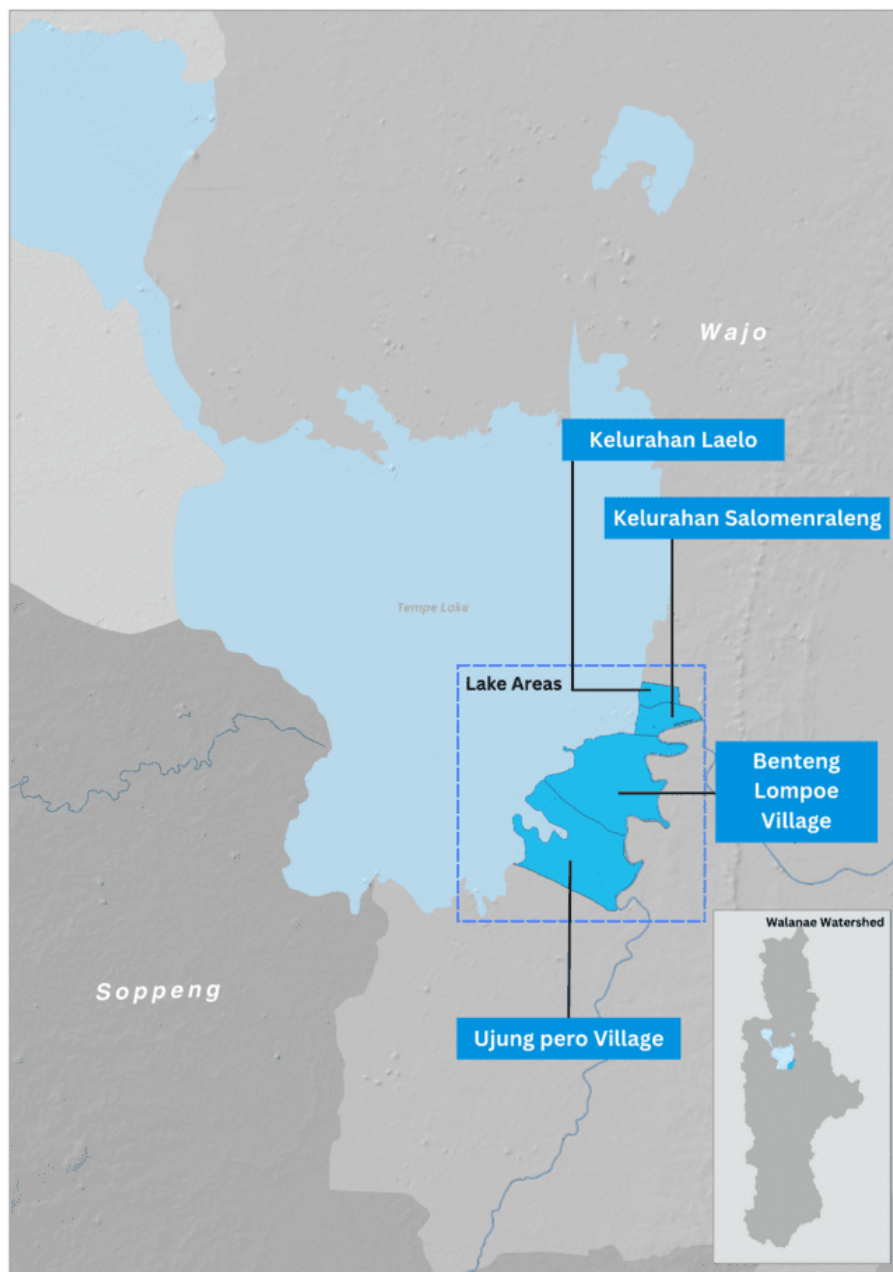 Wajo
Kelurahan Laelo
Kelurahan Salomenraleng
Tempe Lake
Lake Areas
Benteng
Lompoe
Village
Walanae Watershed
Soppeng
Ujung pero Village